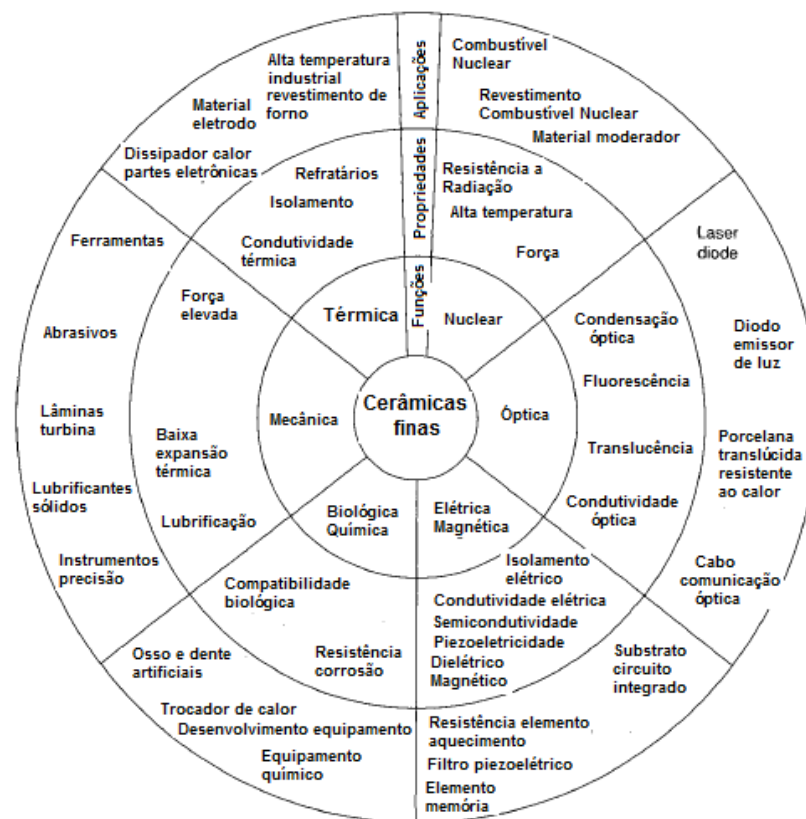 Aplicações
Propriedades
Funções
Cerâmicas
finas
Térmica
Nuclear
Óptica
Elétrica
Magnética
Biológica
Química
Mecânica
Refratários
Isolamento
Condutividade
térmica
Alta temperatura
industrial
revestimento de
forno
Material
eletrodo
Dissipador calor
partes eletrônicas
Resistência a
Radiação
Alta temperatura
Força
Combustível
Nuclear
Revestimento
Combustível Nuclear
Material moderador
Condensação
óptica
Fluorescência
Translucência
Condutividade
óptica
Laser
diode
Diodo
emissor
de luz
Porcelana
translúcida
resistente
ao calor
Cabo
comunicação
óptica
Isolamento
elétrico
Condutividade elétrica
Semicondutividade
Piezoeletricidade
Dielétrico
Magnético
Substrato
circuito
integrado
Resistência elemento
aquecimento
Filtro piezoelétrico
Elemento
memória
Compatibilidade
biológica
Resistência
corrosão
Osso e dente
artificiais
Trocador de calor
Desenvolvimento equipamento
Equipamento
químico
Força
elevada
Baixa
expansão
térmica
Lubrificação
Ferramentas
Abrasivos
Lâminas
turbina
Lubrificantes
sólidos
Instrumentos
precisão